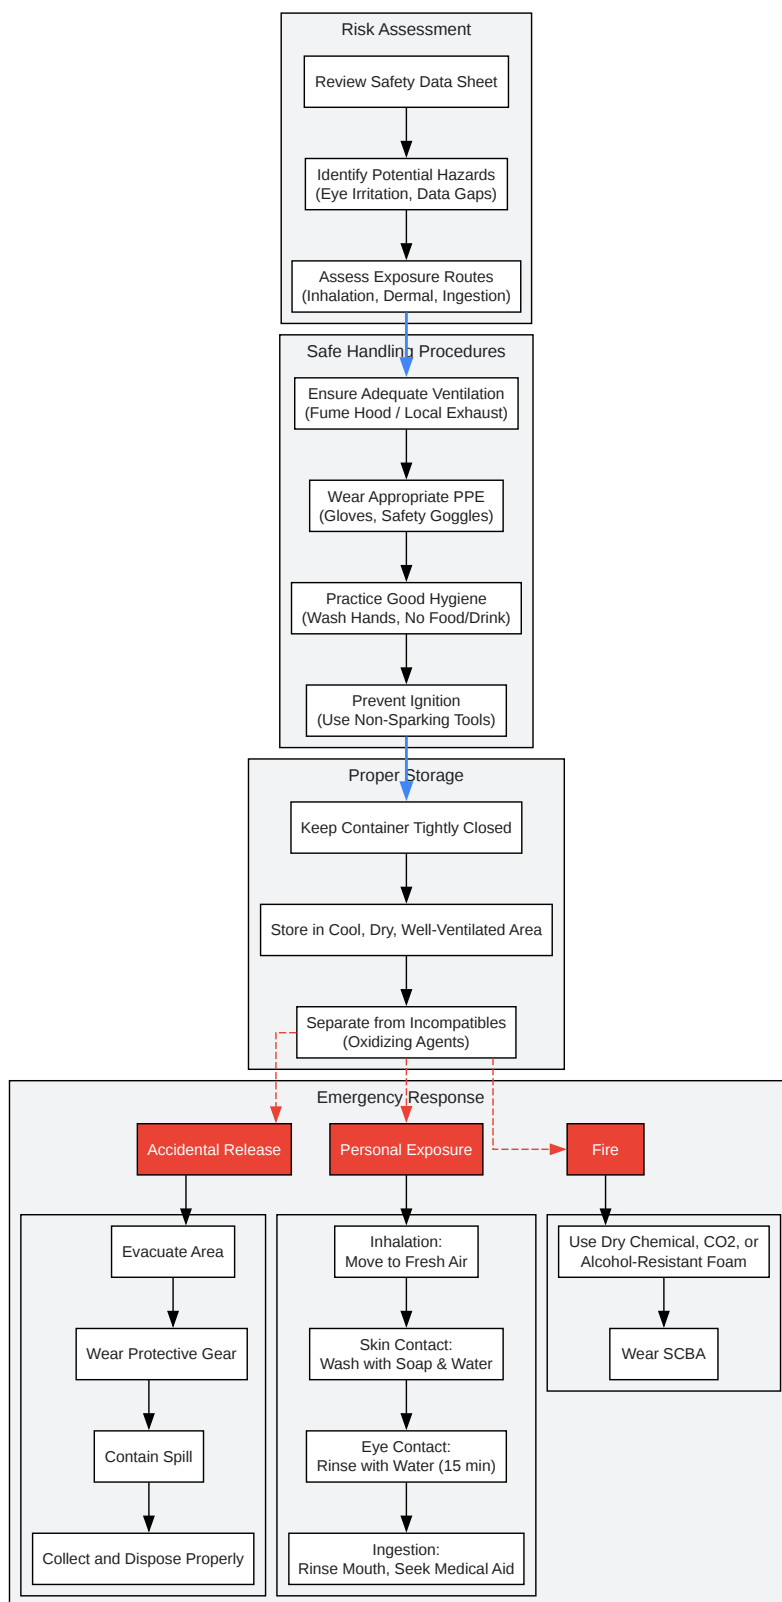 Risk Assessment
Review Safety Data Sheet
Identify Potential Hazards
(Eye Irritation, Data Gaps)
Assess Exposure Routes
(Inhalation, Dermal, Ingestion)
Safe Handling Procedures
Ensure Adequate Ventilation
(Fume Hood / Local Exhaust)
Wear Appropriate PPE
(Gloves, Safety Goggles)
Practice Good Hygiene
(Wash Hands, No Food/Drink)
Prevent Ignition
(Use Non-Sparking Tools)
Proper Storage
Keep Container Tightly Closed
Store in Cool, Dry, Well-Ventilated Area
Separate from Incompatibles
(Oxidizing Agents)
Emergency Response
Accidental Release
Evacuate Area
Wear Protective Gear
Contain Spill
Collect and Dispose Properly
Personal Exposure
Inhalation:
Move to Fresh Air
Skin Contact:
Wash with Soap & Water
Eye Contact:
Rinse with Water (15 min)
Ingestion:
Rinse Mouth, Seek Medical Aid
Fire
Use Dry Chemical, CO2, or
Alcohol-Resistant Foam
Wear SCBA